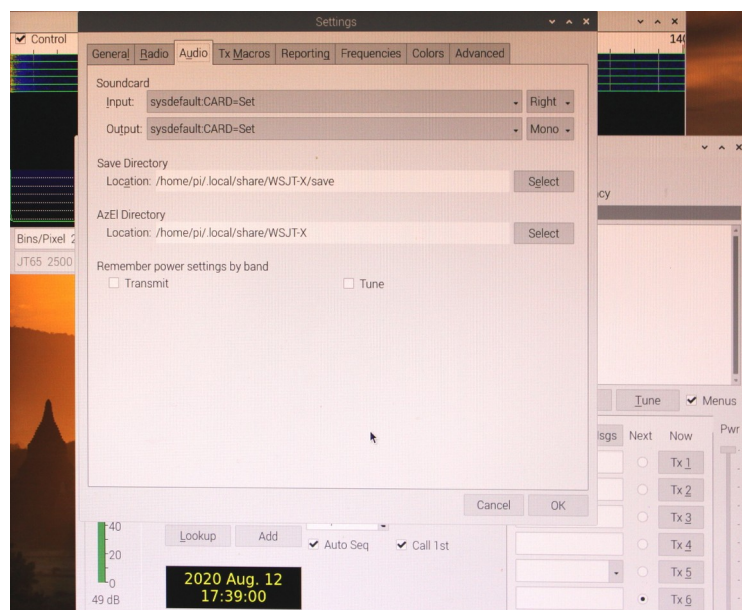 Settings
Control
140
General Radio Audio Tx Macros Reporting Frequencies Colors Advanced
Soundcard
Input: sysdefault:CARD=Set Right
Output: sysdefault:CARD=Set Mono
Save Directory
Location: /home/pi/.local/share/WSJT-X/save Select
AzEl Directory
Location: /home/pi/.local/share/WSJT-X Select
Remember power settings by band
Transmit Tune
Bins/Pixel 2
JT65 2500
Tune Menus
Next Now Pwr
Tx 1
Tx 2
Cancel OK
Tx 3
40
Lookup Add
Auto Seq Call 1st
Tx 4
20
Tx 5
0
2020 Aug. 12
49 dB
17:39:00
Tx 6